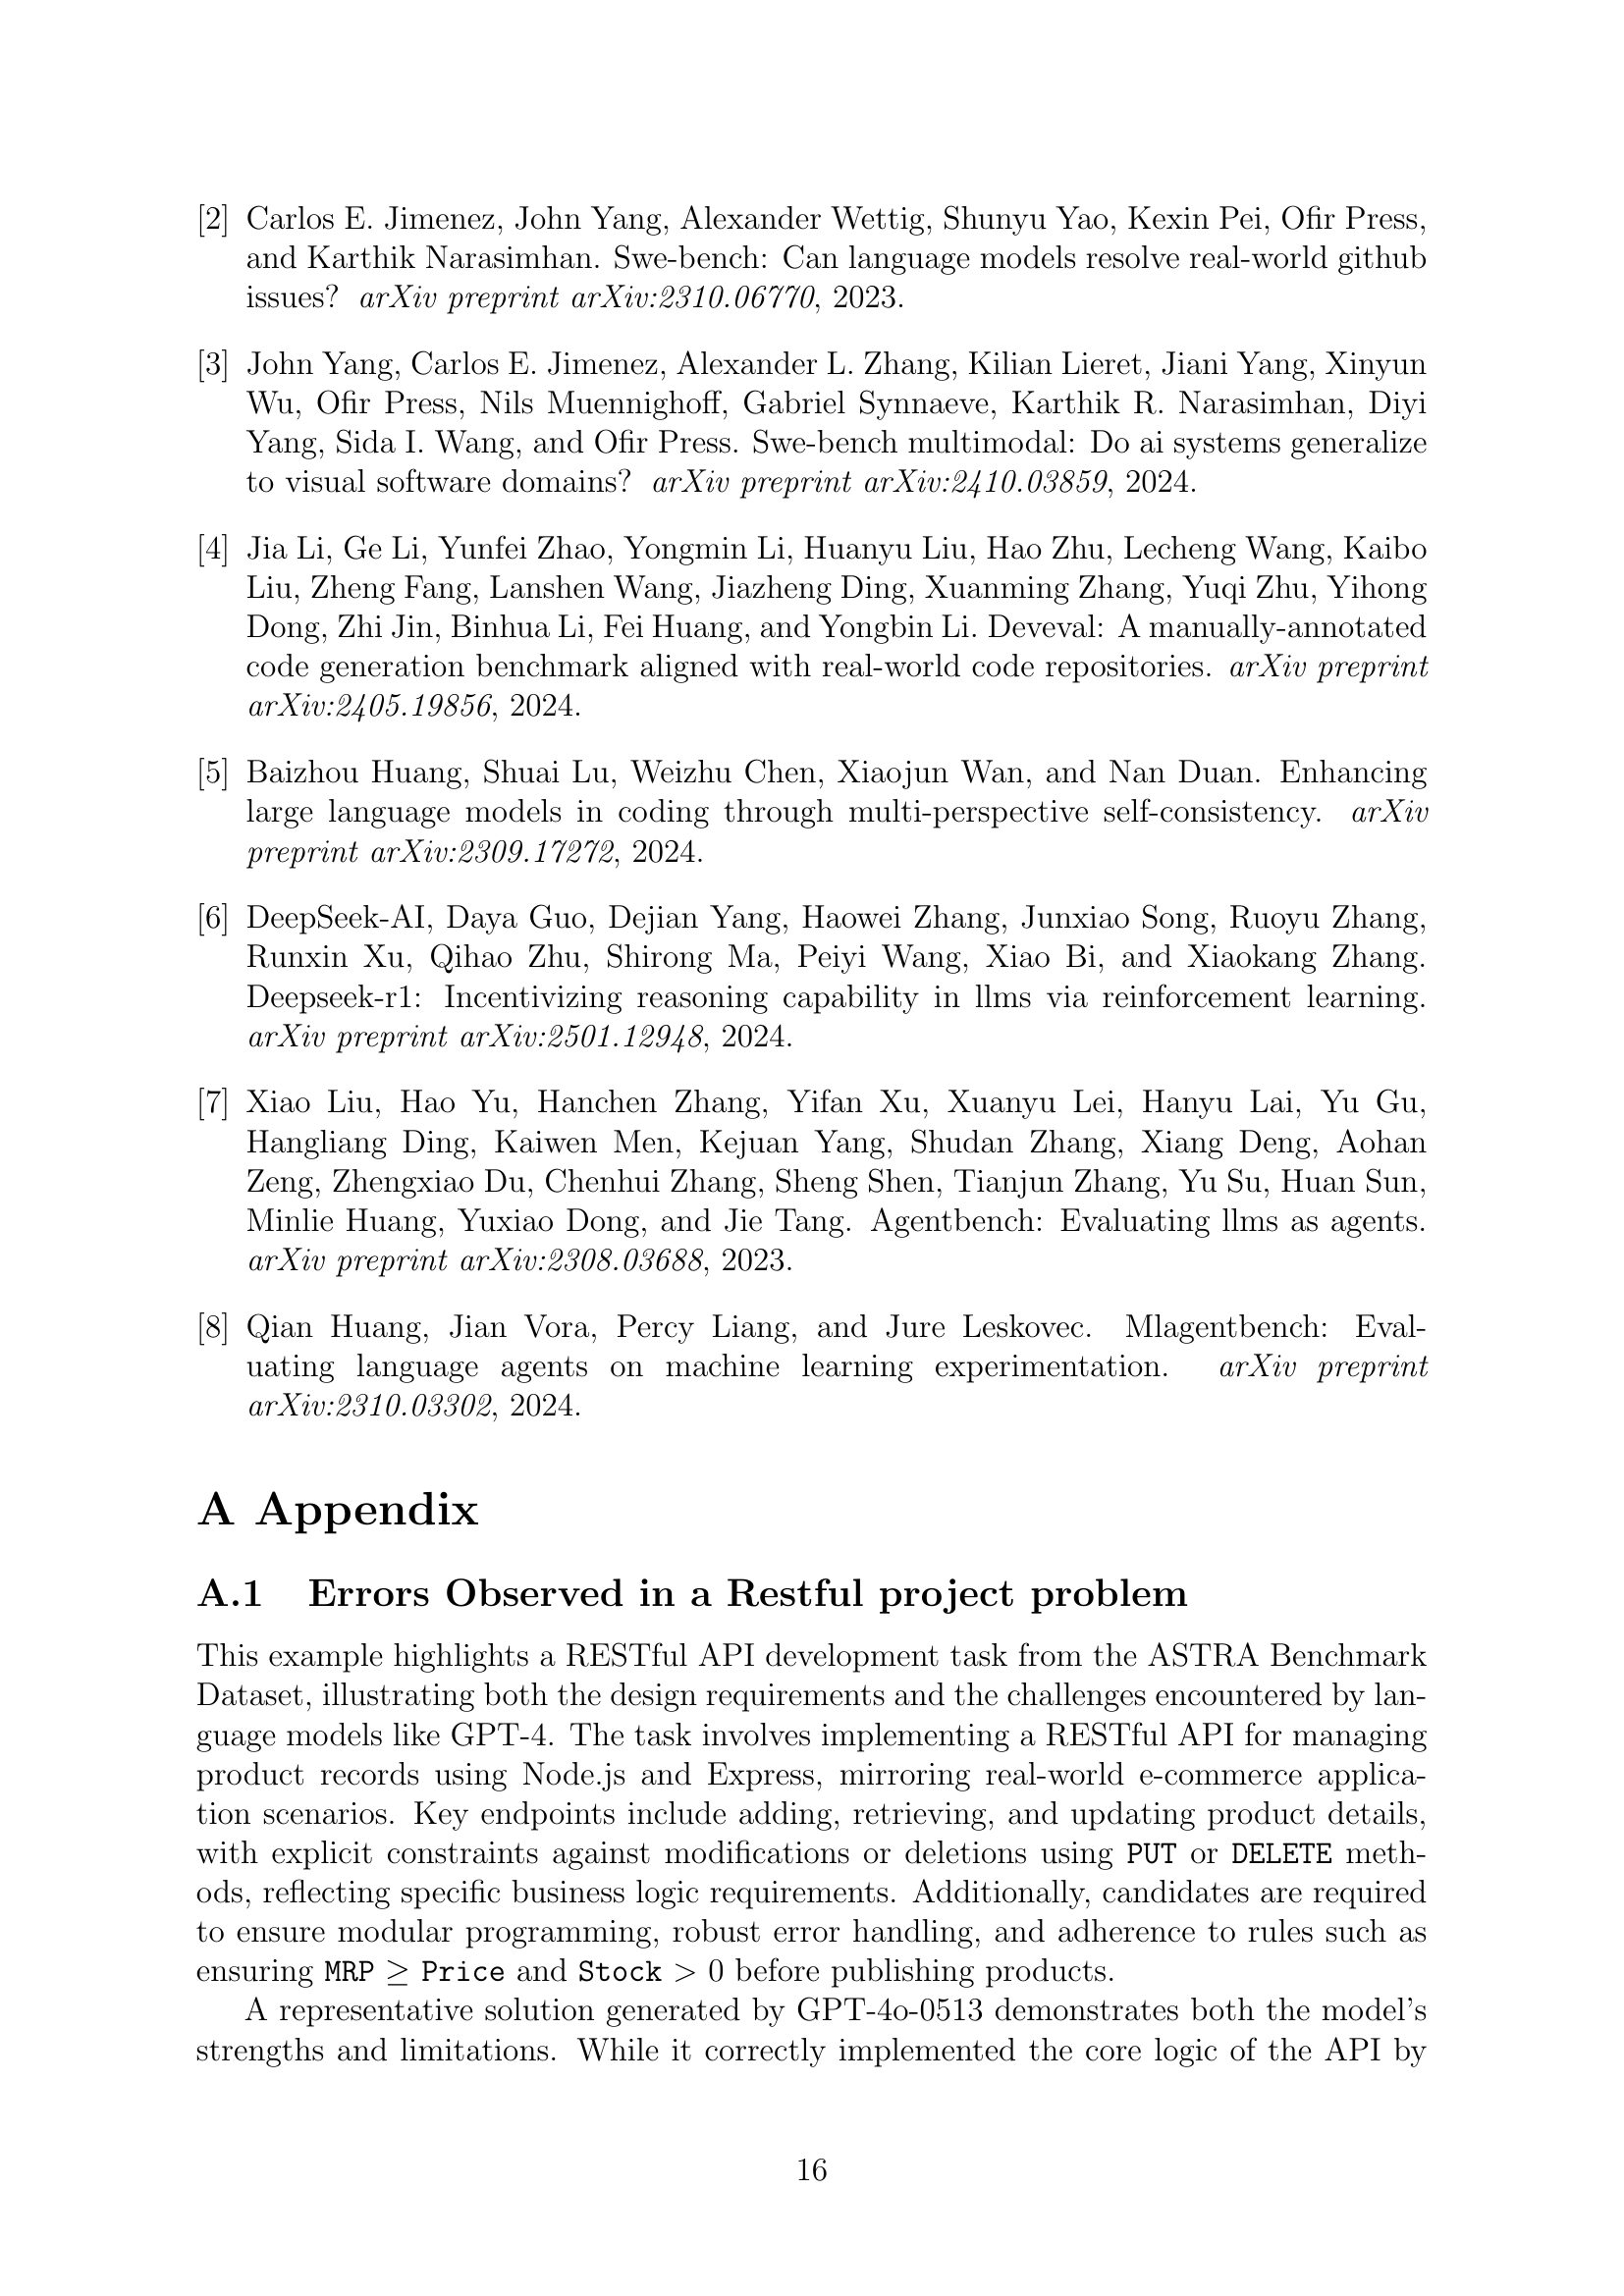 [2] Carlos E. Jimenez, John Yang, Alexander Wettig, Shunyu Yao, Kexin Pei, Ofir Press,
and Karthik Narasimhan. Swe-bench: Can language models resolve real-world github
issues? arXiv preprint arXiv:2310.06770, 2023.
[3] John Yang, Carlos E. Jimenez, Alexander L. Zhang, Kilian Lieret, Jiani Yang, Xinyun
Wu, Ofir Press, Nils Muennighoff, Gabriel Synnaeve, Karthik R. Narasimhan, Diyi
Yang, Sida I. Wang, and Ofir Press. Swe-bench multimodal: Do ai systems generalize
to visual software domains? arXiv preprint arXiv:2410.03859, 2024.
[4] Jia Li, Ge Li, Yunfei Zhao, Yongmin Li, Huanyu Liu, Hao Zhu, Lecheng Wang, Kaibo
Liu, Zheng Fang, Lanshen Wang, Jiazheng Ding, Xuanming Zhang, Yuqi Zhu, Yihong
Dong, Zhi Jin, Binhua Li, Fei Huang, and Yongbin Li. Deveval: A manually-annotated
code generation benchmark aligned with real-world code repositories. arXiv preprint
arXiv:2405.19856, 2024.
[5] Baizhou Huang, Shuai Lu, Weizhu Chen, Xiaojun Wan, and Nan Duan. Enhancing
large language models in coding through multi-perspective self-consistency. arXiv
preprint arXiv:2309.17272, 2024.
[6] DeepSeek-AI, Daya Guo, Dejian Yang, Haowei Zhang, Junxiao Song, Ruoyu Zhang,
Runxin Xu, Qihao Zhu, Shirong Ma, Peiyi Wang, Xiao Bi, and Xiaokang Zhang.
Deepseek-r1: Incentivizing reasoning capability in llms via reinforcement learning.
arXiv preprint arXiv:2501.12948, 2024.
[7] Xiao Liu, Hao Yu, Hanchen Zhang, Yifan Xu, Xuanyu Lei, Hanyu Lai, Yu Gu,
Hangliang Ding, Kaiwen Men, Kejuan Yang, Shudan Zhang, Xiang Deng, Aohan
Zeng, Zhengxiao Du, Chenhui Zhang, Sheng Shen, Tianjun Zhang, Yu Su, Huan Sun,
Minlie Huang, Yuxiao Dong, and Jie Tang. Agentbench: Evaluating llms as agents.
arXiv preprint arXiv:2308.03688, 2023.
[8] Qian Huang, Jian Vora, Percy Liang, and Jure Leskovec. Mlagentbench: Eval-
uating language agents on machine learning experimentation. arXiv preprint
arXiv:2310.03302, 2024.
A Appendix
A.1 Errors Observed in a Restful project problem
This example highlights a RESTful API development task from the ASTRA Benchmark
Dataset, illustrating both the design requirements and the challenges encountered by lan-
guage models like GPT-4. The task involves implementing a RESTful API for managing
product records using Node.js and Express, mirroring real-world e-commerce applica-
tion scenarios. Key endpoints include adding, retrieving, and updating product details,
with explicit constraints against modifications or deletions using PUT or DELETE meth-
ods, reflecting specific business logic requirements. Additionally, candidates are required
to ensure modular programming, robust error handling, and adherence to rules such as
ensuring MRP ≥ Price and Stock > 0 before publishing products.
A representative solution generated by GPT-4o-0513 demonstrates both the model's
strengths and limitations. While it correctly implemented the core logic of the API by
16